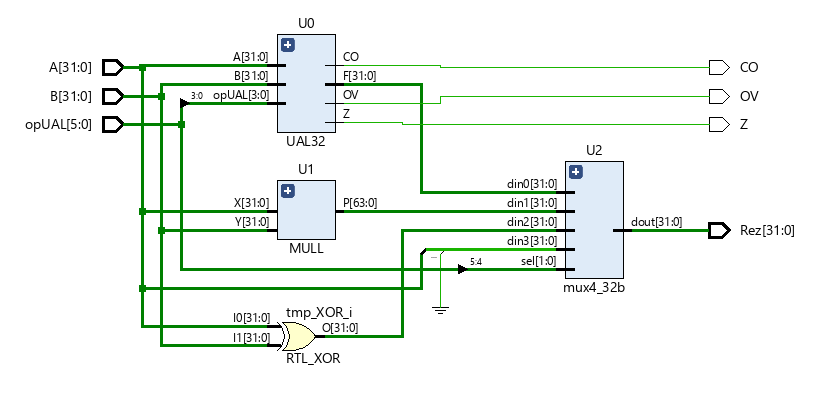 U0
A[31:0]
A[31:0]
CO
CO
B[31:0]
B[31:0]
F[31:0]
OV
OV
opUAL[5:0]
3:0
opUAL[3:0]
Z
Z
UAL32
U1
U2
X[31:0]
P[63:0]
Y[31:0]
MULL
din0[31:0]
din1[31:0]
din2[31:0]
din3[31:0]
dout[31:0]
Rez[31:0]
5:4
sel[1:0]
mux4_32b
tmp_XOR_i
I0[31:0]
I1[31:0]
O[31:0]
RTL_XOR